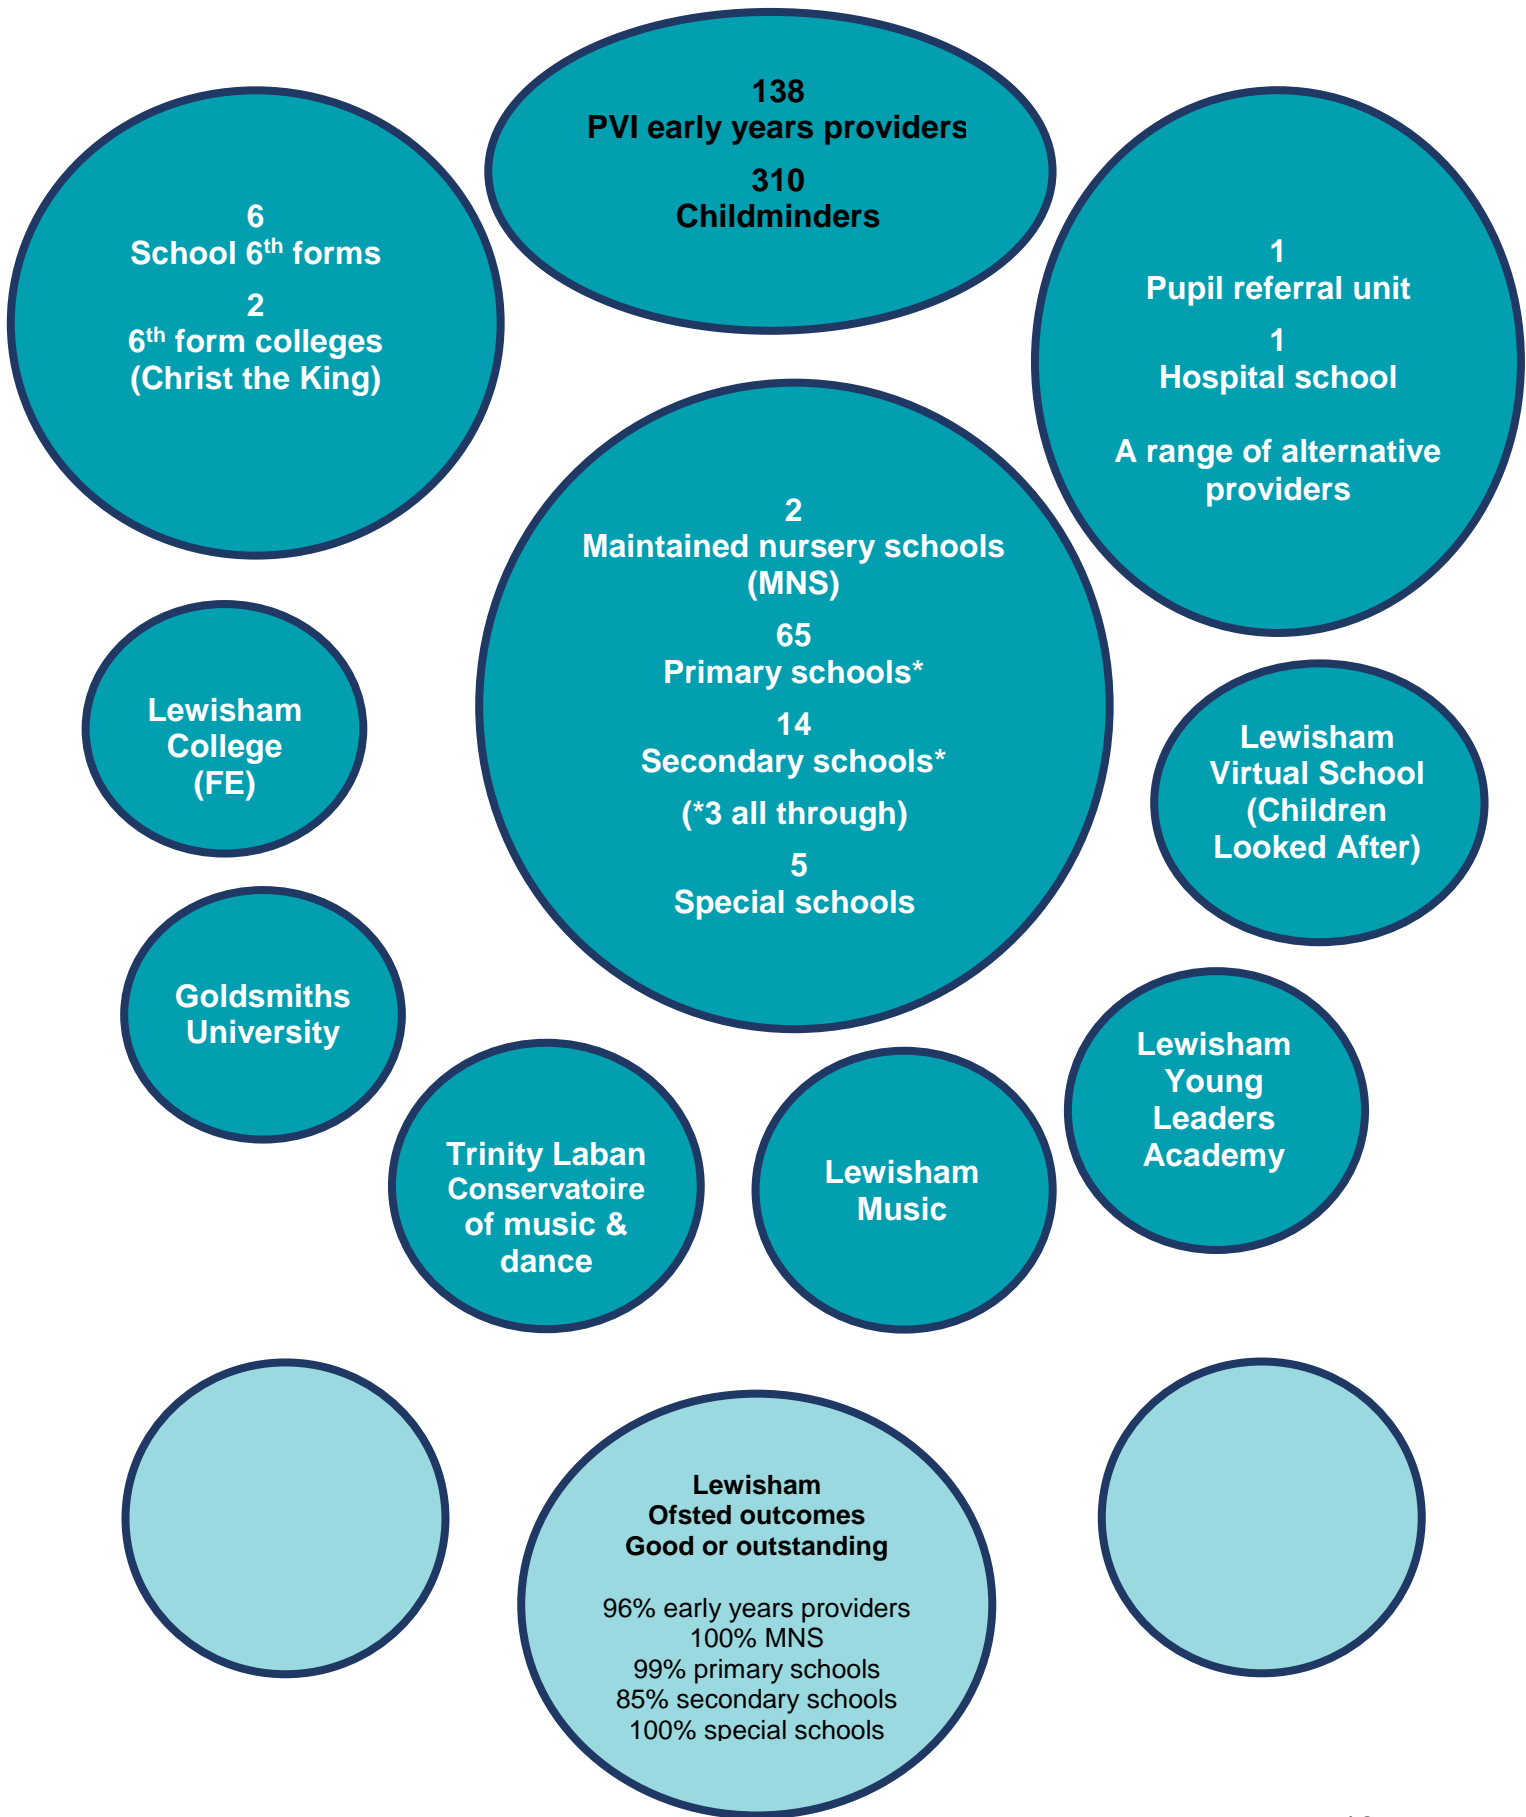 138
PVI early years providers
310
Childminders
6
School 6th forms
2
6th form colleges
(Christ the King)
1
Pupil referral unit
1
Hospital school
A range of alternative
providers
2
Maintained nursery schools
(MNS)
65
Primary schools*
14
Secondary schools*
(*3 all through)
5
Special schools
Lewisham
College
(FE)
Lewisham
Virtual School
(Children
Looked After)
Goldsmiths
University
Lewisham
Young
Leaders
Academy
Trinity Laban
Conservatoire
of music &
dance
Lewisham
Music
Lewisham
Ofsted outcomes
Good or outstanding
96% early years providers
100% MNS
99% primary schools
85% secondary schools
100% special schools